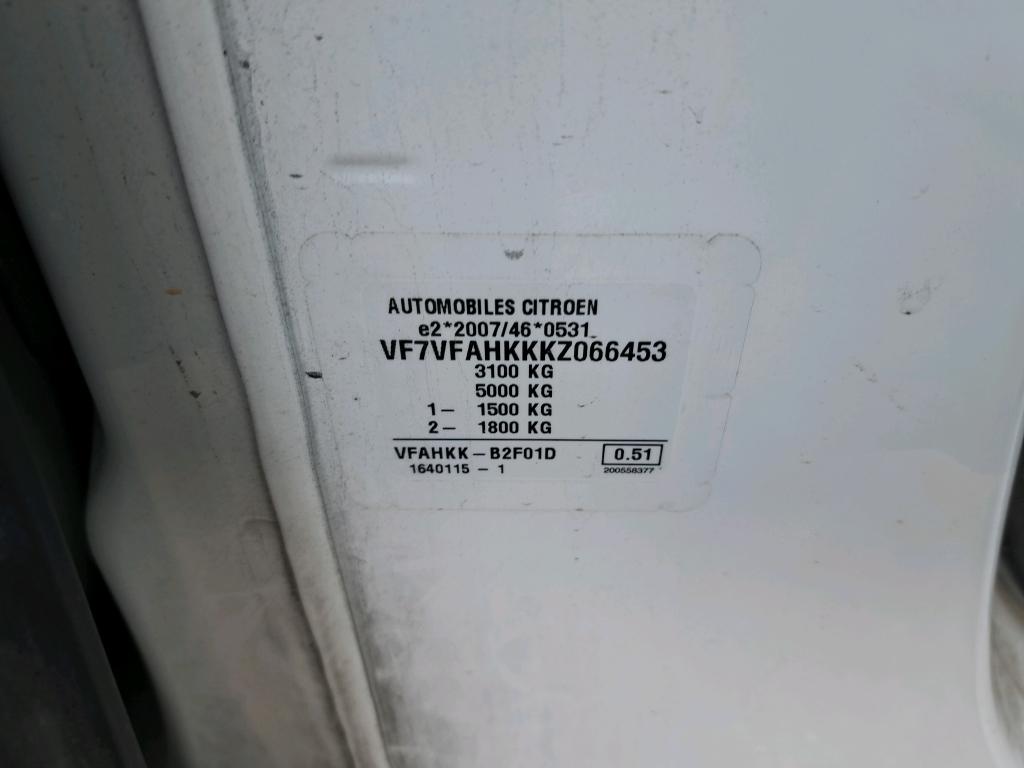 AUTOMOBILES CITROEN
e2*2007/46*0531
VF7VFAHKKKZ066453
3100 KG
5000 KG
1- 1500 KG
2- 1800 KG
VFAHKK-B2F01D 0.51
1640115 - 1 200558377